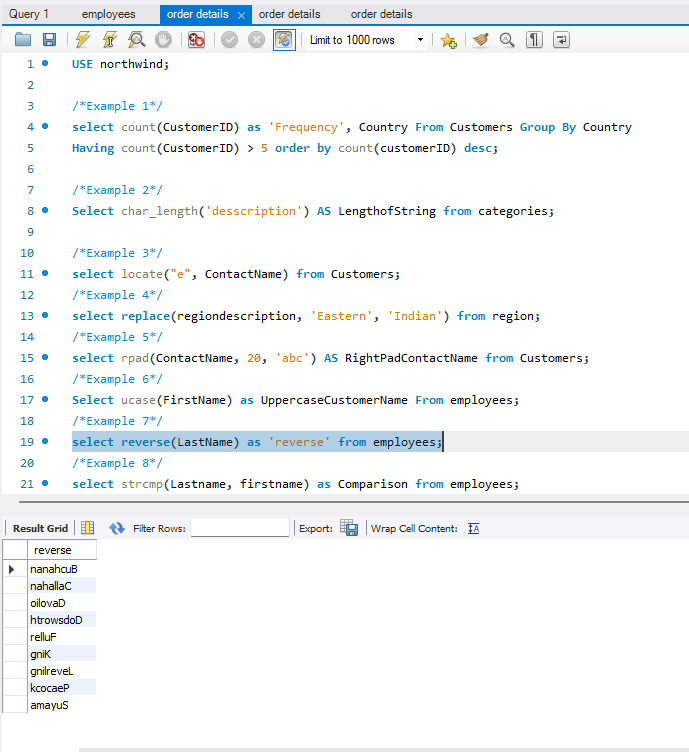 Query 1 employees order details order details order details
Limit to 1000 rows
1 USE northwind;
2
3 /*Example 1*/
4 select count(CustomerID) as 'Frequency', Country From Customers Group By Country
5 Having count(CustomerID) > 5 order by count(customerID) desc;
6
7 /*Example 2*/
8 Select char_length('desscription') AS LengthofString from categories;
9
10 /*Example 3*/
11 select locate("e", ContactName) from Customers;
12 /*Example 4*/
13 select replace(regiondescription, 'Eastern', 'Indian') from region;
14 /*Example 5*/
15 select rpad(ContactName, 20, 'abc') AS RightPadContactName from Customers;
16 /*Example 6*/
17 Select ucase(FirstName) as UppercaseCustomerName From employees;
18 /*Example 7*/
19 select reverse(LastName) as 'reverse' from employees;
20 /*Example 8*/
21 select strcmp(Lastname, firstname) as Comparison from employees;
Result Grid Filter Rows: Export: Wrap Cell Content: IA
reverse
nanahcuB
nahallaC
oilovaD
htrowsdoD
relluF
gniK
gnilreveL
kcocaeP
amayuS